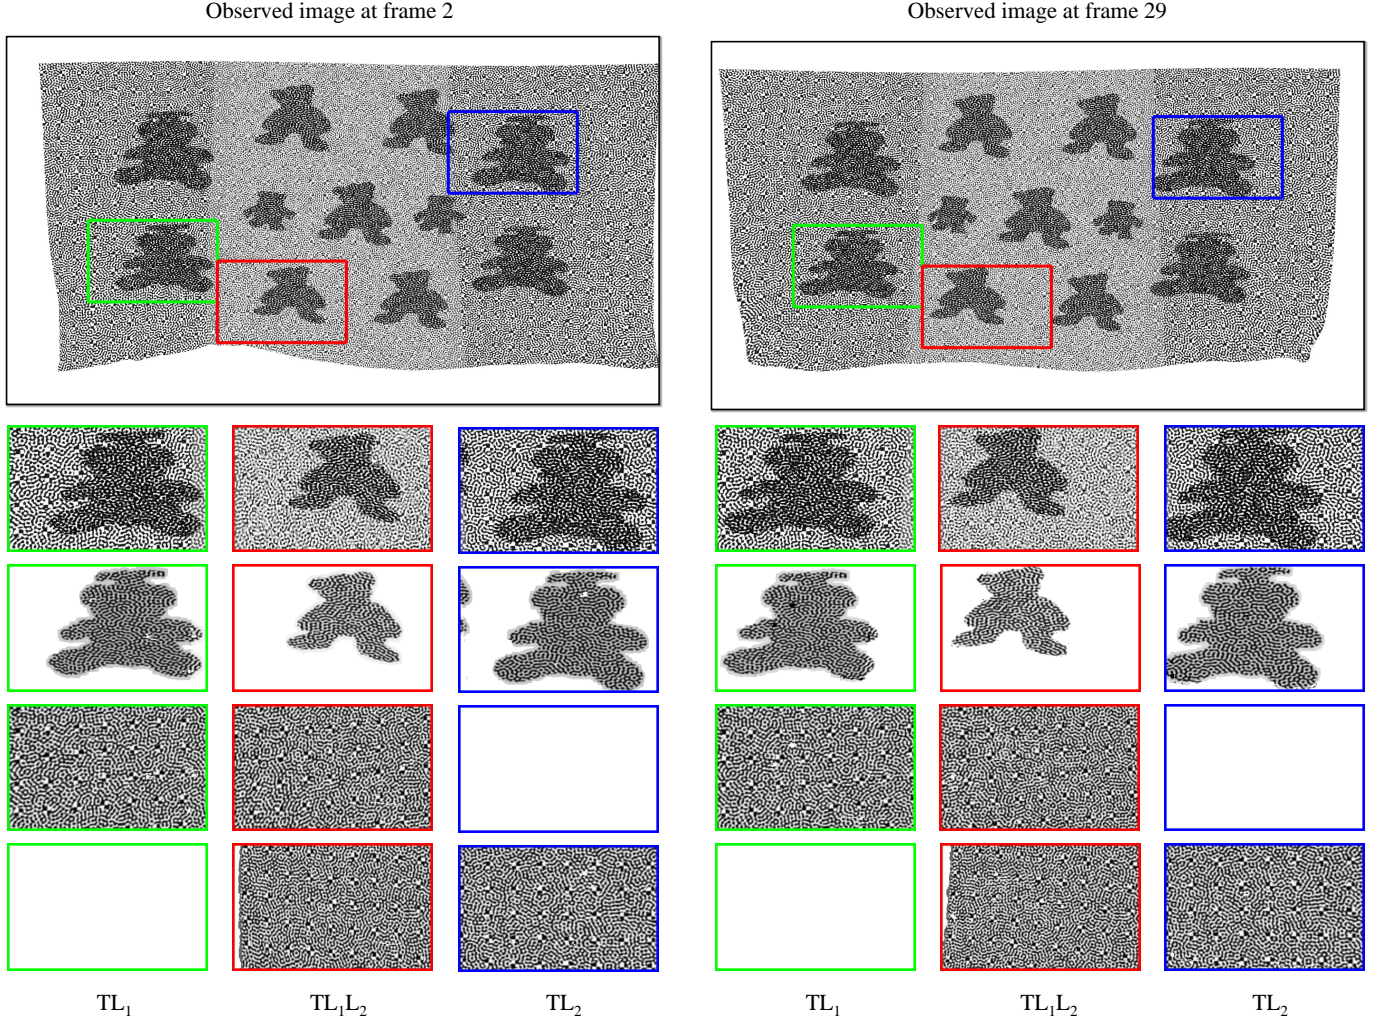 Observed image at frame 2
Observed image at frame 29
TL₁
TL₁L₂
TL₂
TL₁
TL₁L₂
TL₂